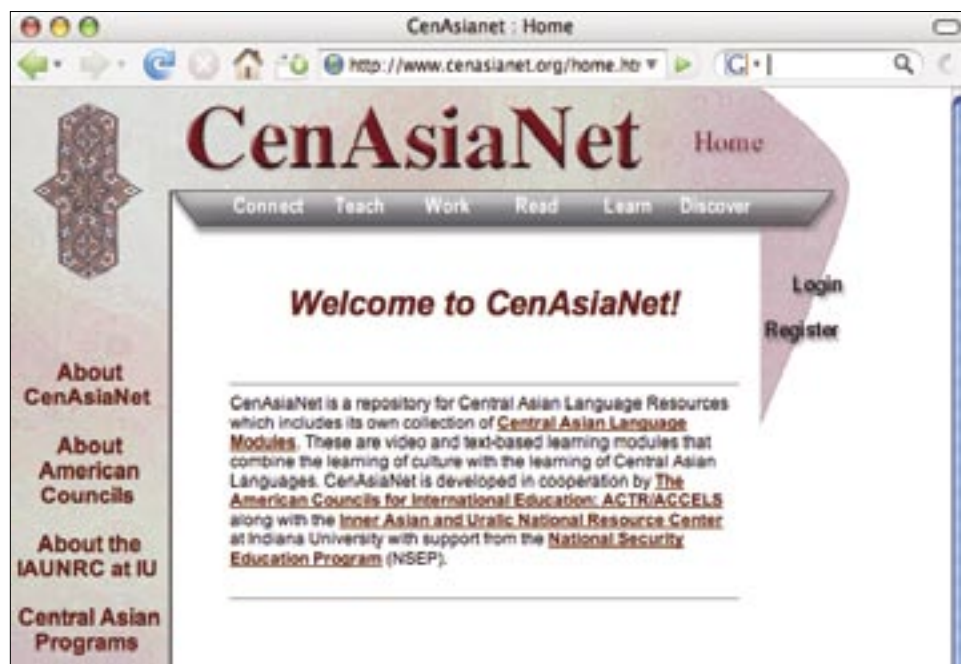 CenAsianet : Home
http://www.cenasianet.org/home.ht
CenAsiaNet
Home
Connect Teach Work Read Learn Discover
Login
Register
About
CenAsiaNet
About
American
Councils
About the
IAUNRC at IU
Central Asian
Programs
Welcome to CenAsiaNet!
CenAsiaNet is a repository for Central Asian Language Resources
which includes its own collection of Central Asian Language
Modules. These are video and text-based learning modules that
combine the learning of culture with the learning of Central Asian
Languages. CenAsiaNet is developed in cooperation by The
American Councils for International Education: ACTR/ACCELS
along with the Inner Asian and Uralic National Resource Center
at Indiana University with support from the National Security
Education Program (NSEP).